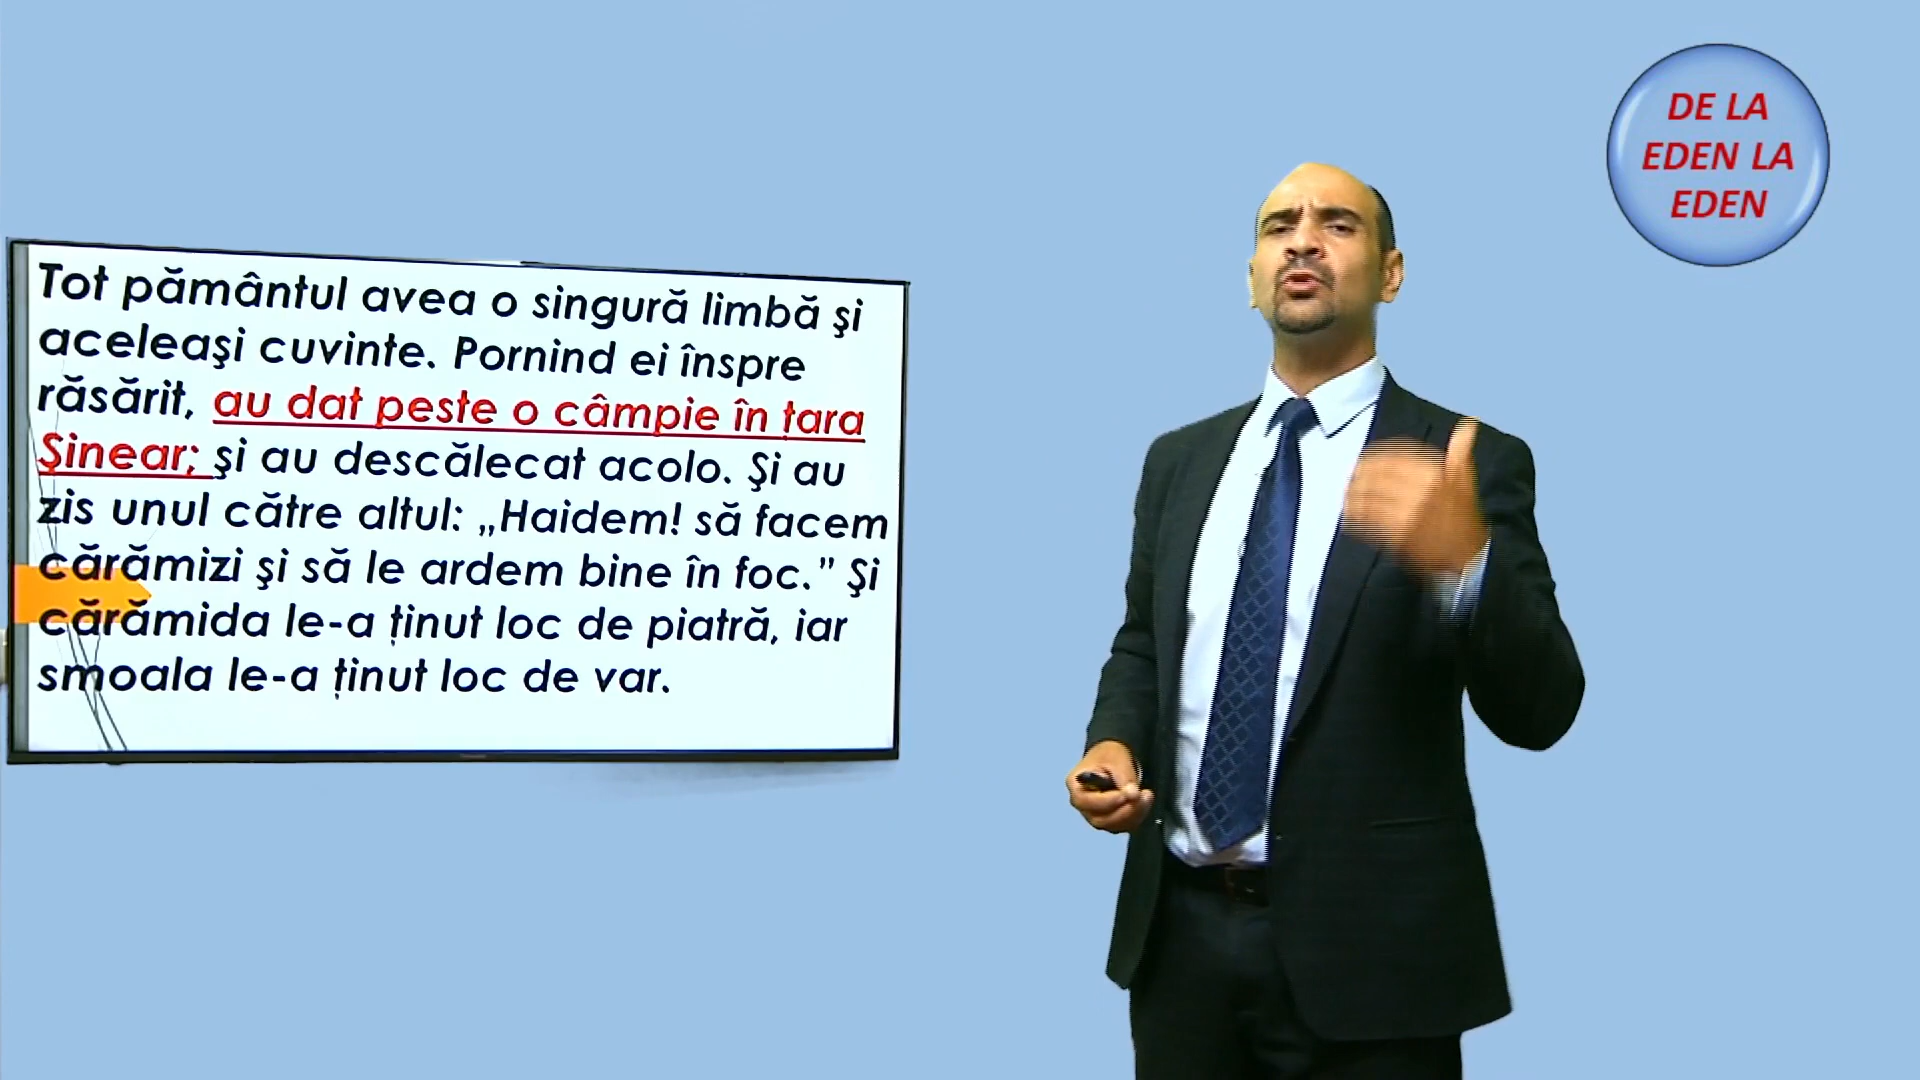 Tot pământul avea o singură limbă şi
aceleaşi cuvinte. Pornind ei înspre
răsărit, au dat peste o câmpie în ţara
Şinear; şi au descălecat acolo. Şi au
zis unul către altul: „Haidem! să facem
cărămizi şi să le ardem bine în foc.” Şi
cărămida le-a ţinut loc de piatră, iar
smoala le-a ţinut loc de var.
DE LA
EDEN LA
EDEN